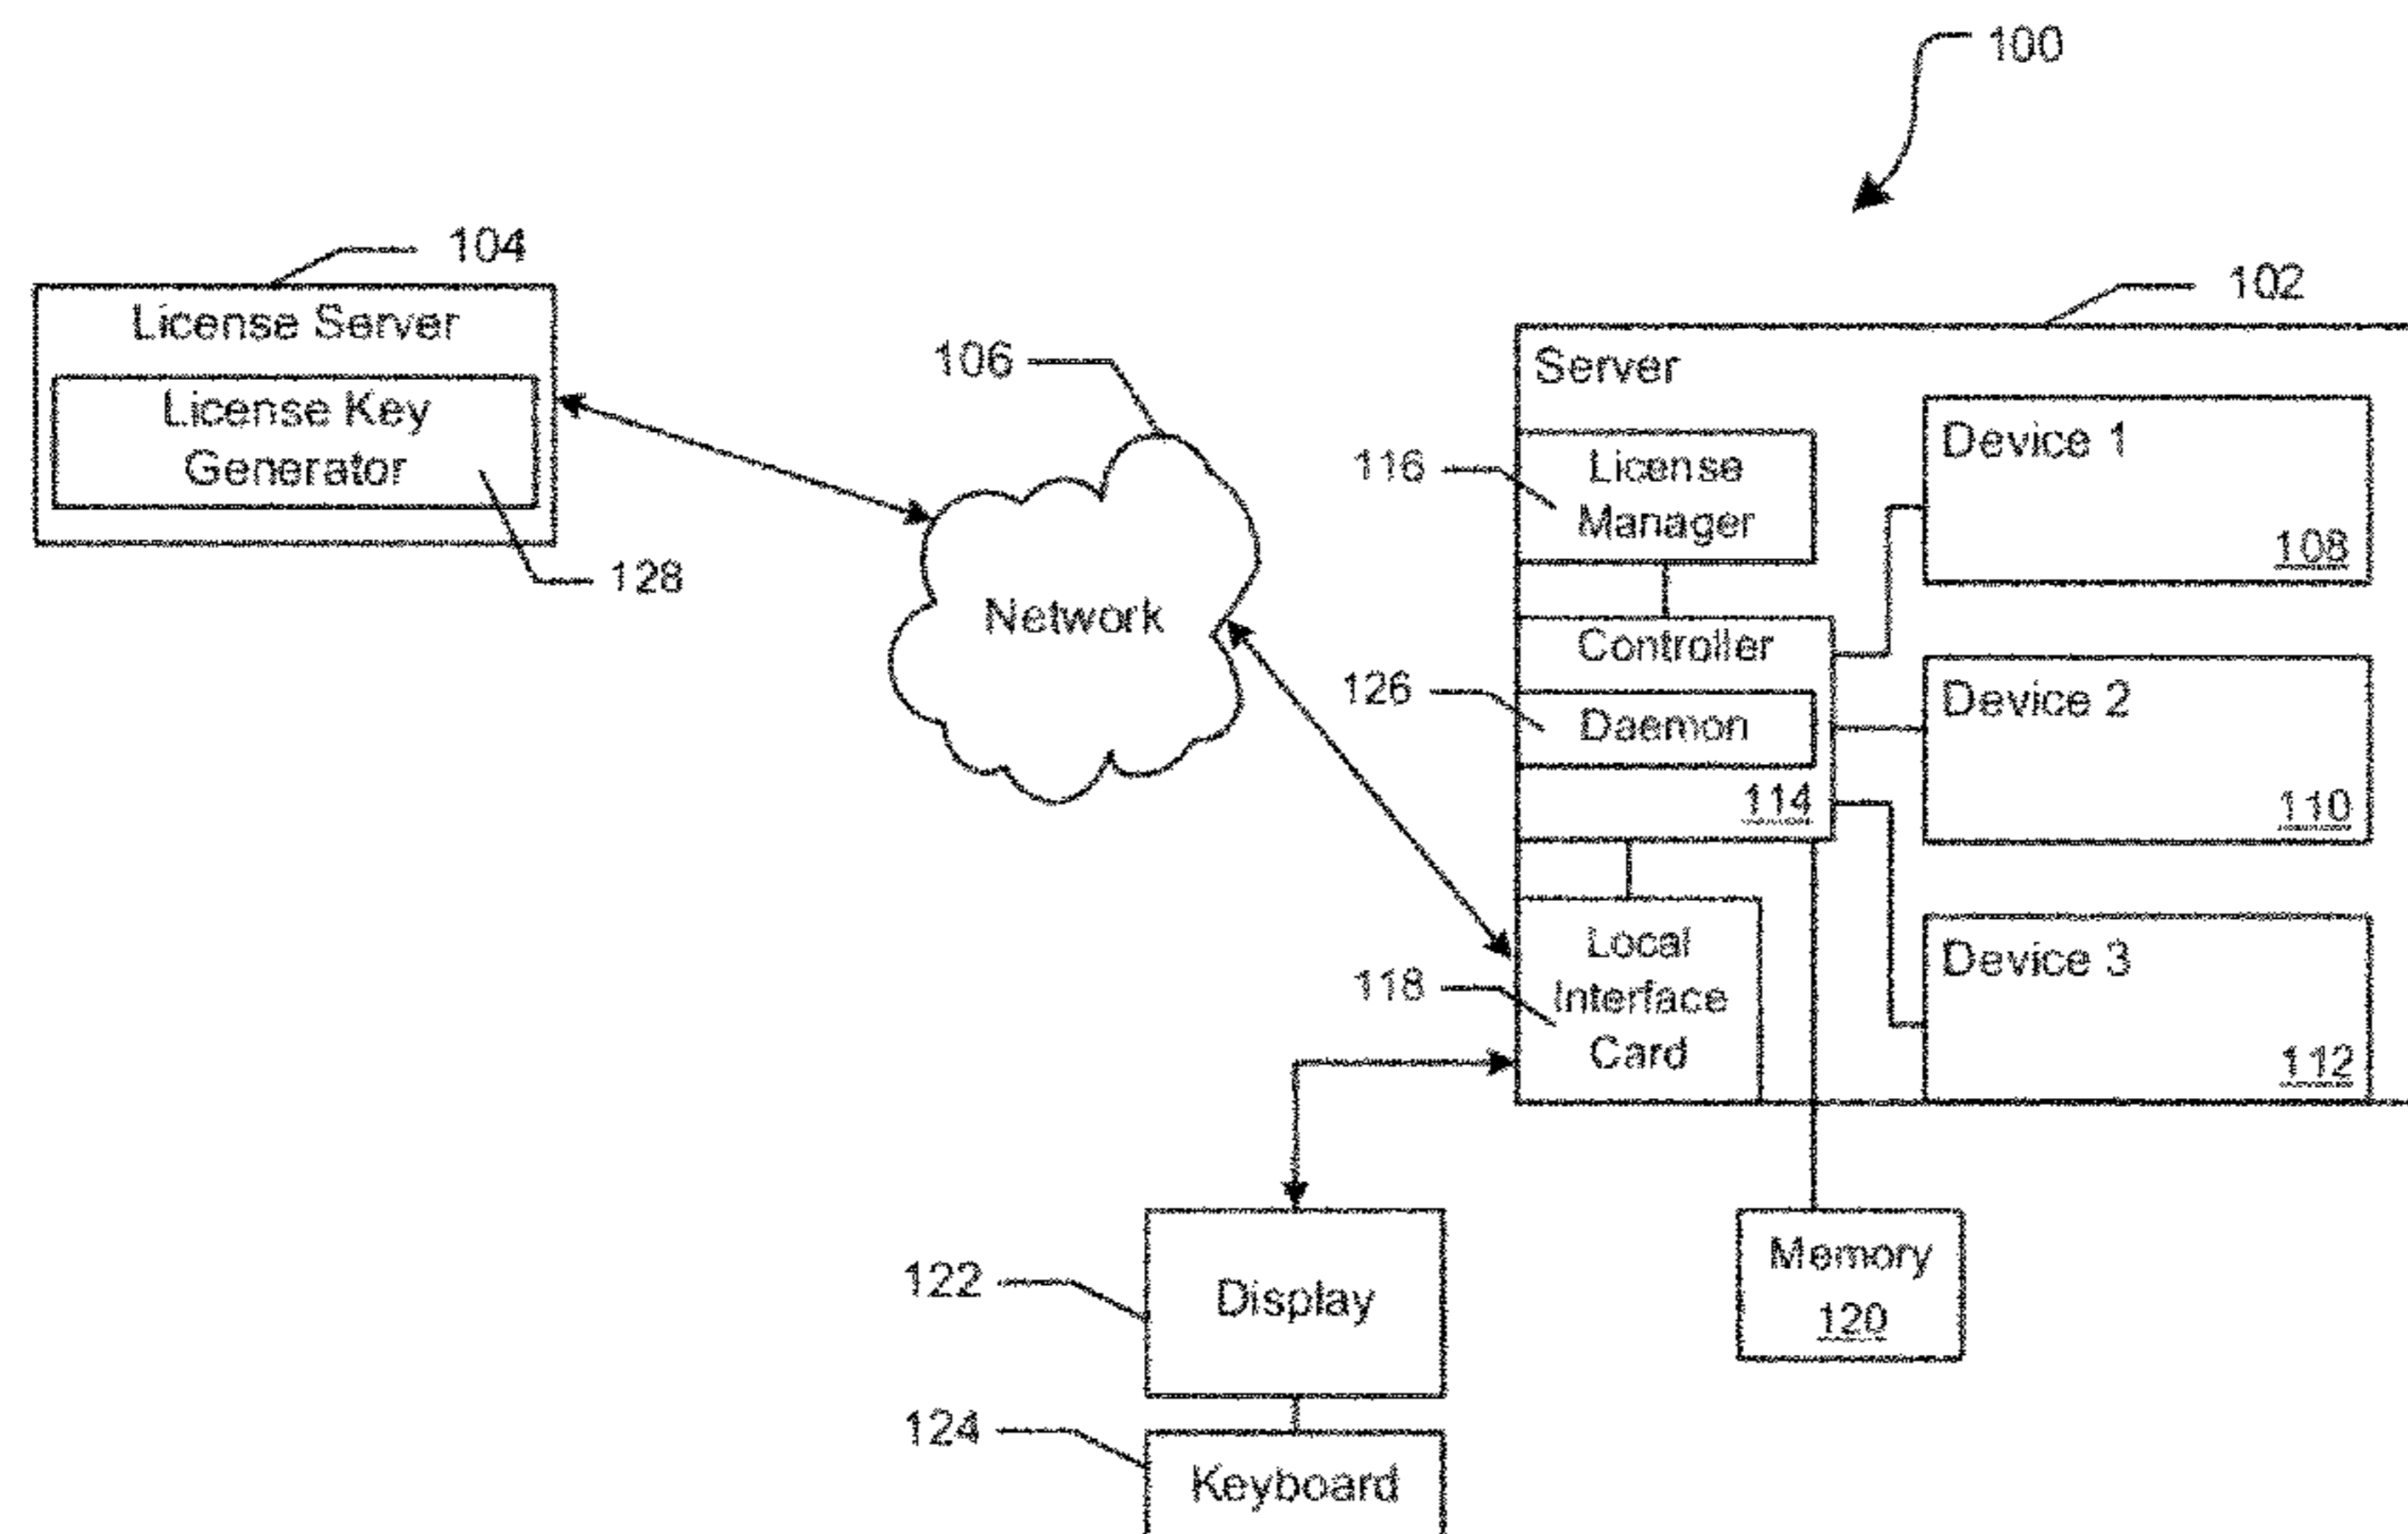 100
104
License Server
License Key
Generator
128
106
Network
102
Server
116
License
Manager
Controller
126
Daemon
114
118
Local
Interface
Card
Device 1
108
Device 2
110
Device 3
112
122
Display
Memory
120
124
Keyboard